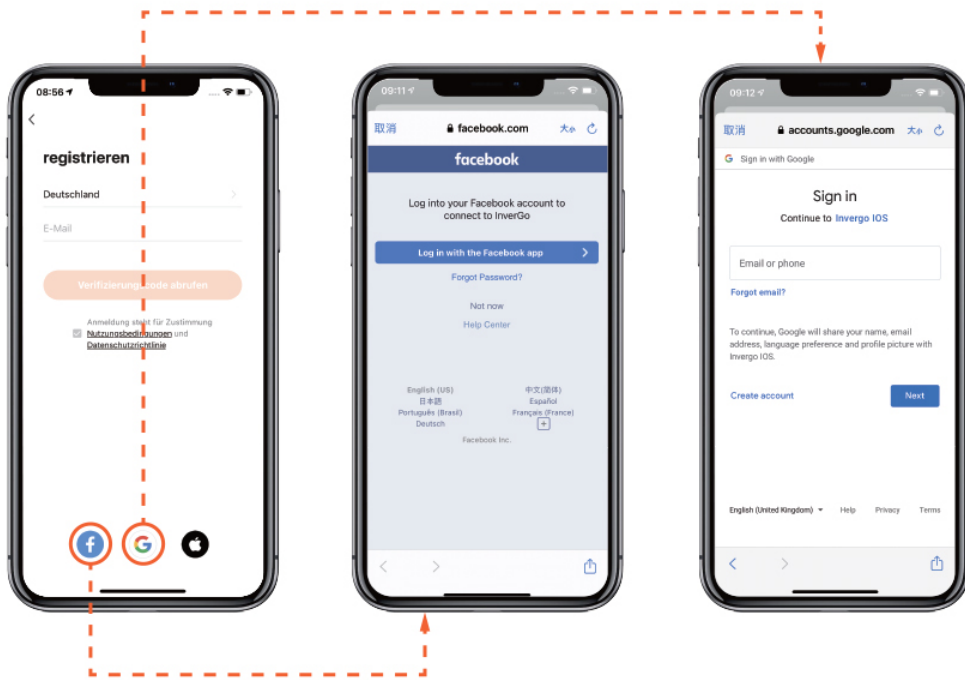 08:56
registrieren
Deutschland
E-Mail
Verifizierungscode abrufen
Anmeldung steht für Zustimmung
Nutzungsbedingungen und
Datenschutzrichtlinie
09:11
取消
facebook.com
大小
facebook
Log into your Facebook account to
connect to InverGo
Log in with the Facebook app
Forgot Password?
Not now
Help Center
English (US)
中文(简体)
日本語
Español
Português (Brasil)
Français (France)
Deutsch
Facebook Inc.
09:12
取消
accounts.google.com
大小
G Sign in with Google
Sign in
Continue to Invergo IOS
Email or phone
Forgot email?
To continue, Google will share your name, email
address, language preference and profile picture with
Invergo IOS.
Create account
Next
English (United Kingdom)
Help
Privacy
Terms